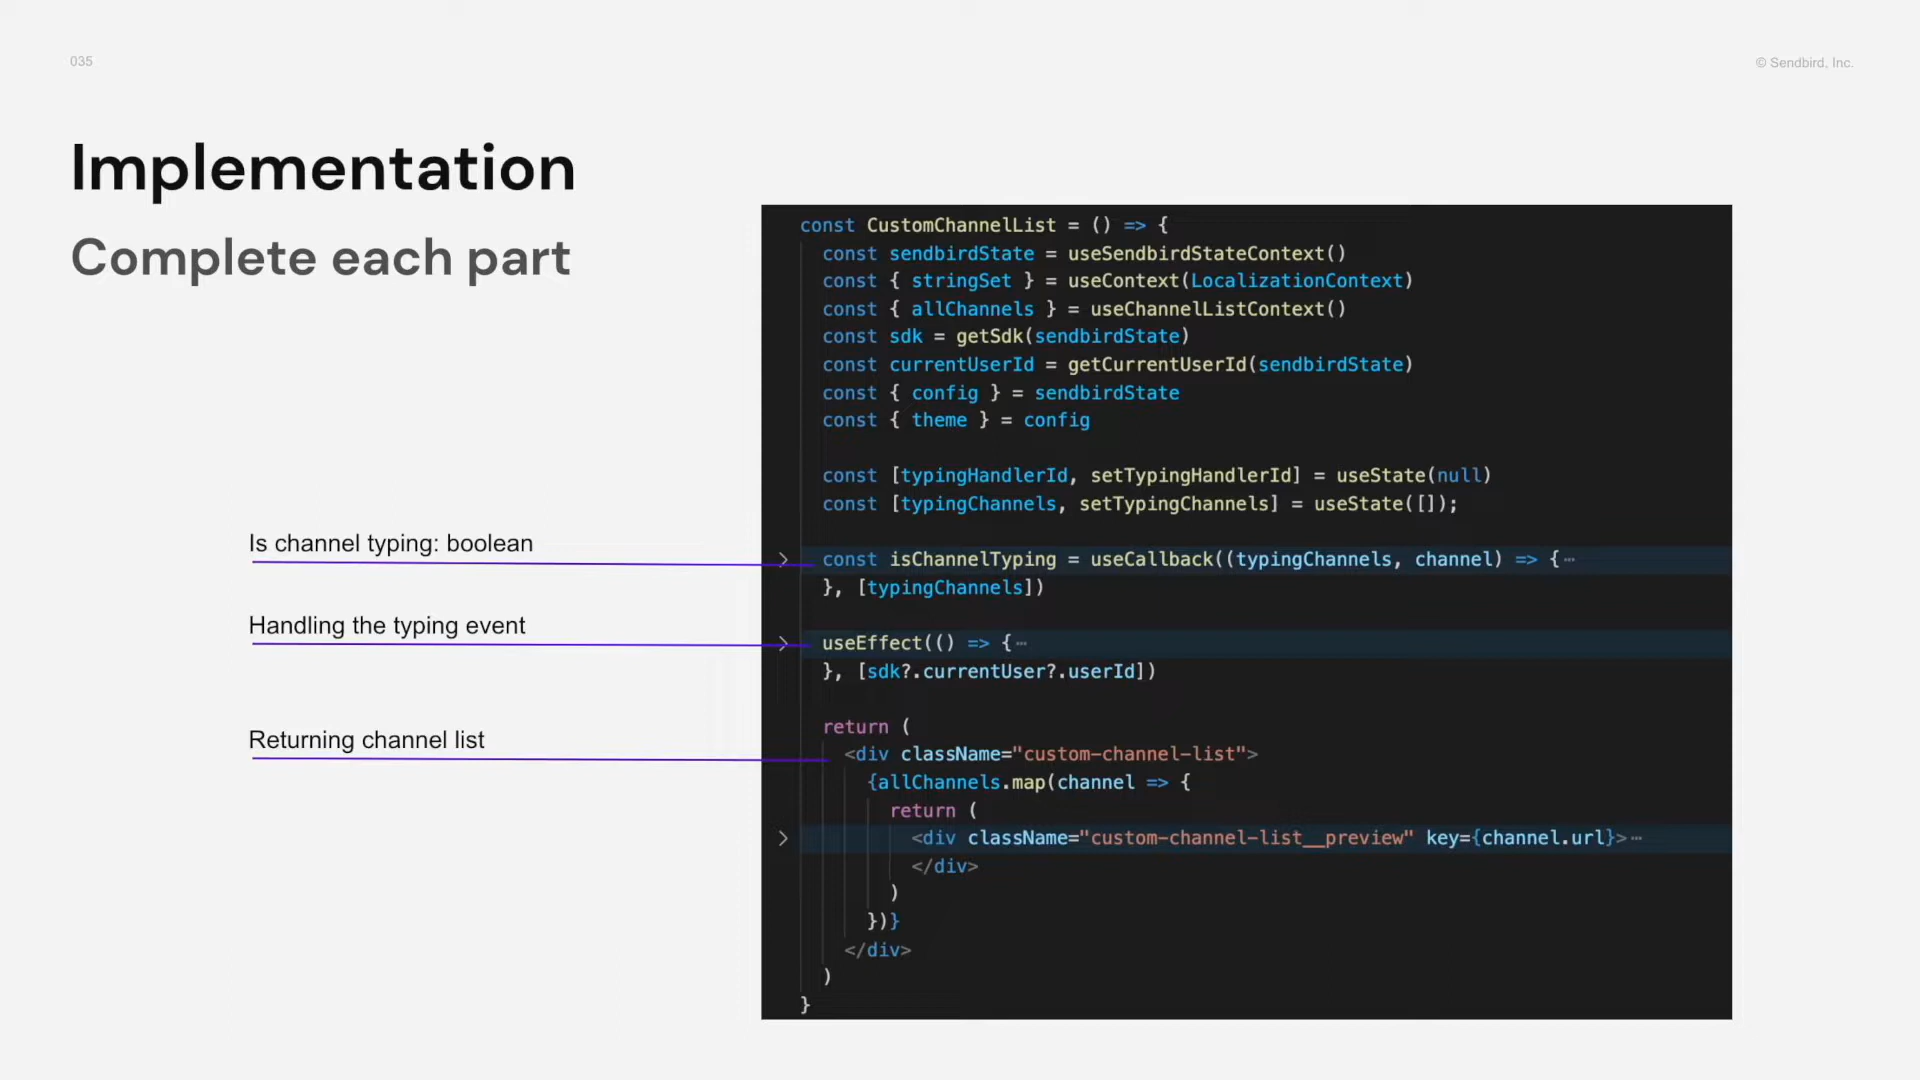 035
© Sendbird, Inc.
Implementation
Complete each part
Is channel typing: boolean
Handling the typing event
Returning channel list
const CustomChannelList = () => {
  const sendbirdState = useSendbirdStateContext()
  const { stringSet } = useContext(LocalizationContext)
  const { allChannels } = useChannelListContext()
  const sdk = getSdk(sendbirdState)
  const currentUserId = getCurrentUserId(sendbirdState)
  const { config } = sendbirdState
  const { theme } = config
  const [typingHandlerId, setTypingHandlerId] = useState(null)
  const [typingChannels, setTypingChannels] = useState([]);
  const isChannelTyping = useCallback((typingChannels, channel) => {⋯
  }, [typingChannels])
  useEffect(() => {⋯
  }, [sdk?.currentUser?.userId])
  return (
    <div className="custom-channel-list">
      {allChannels.map(channel => {
        return (
          <div className="custom-channel-list__preview" key={channel.url}>⋯
          </div>
        )
      })}
    </div>
  )
}